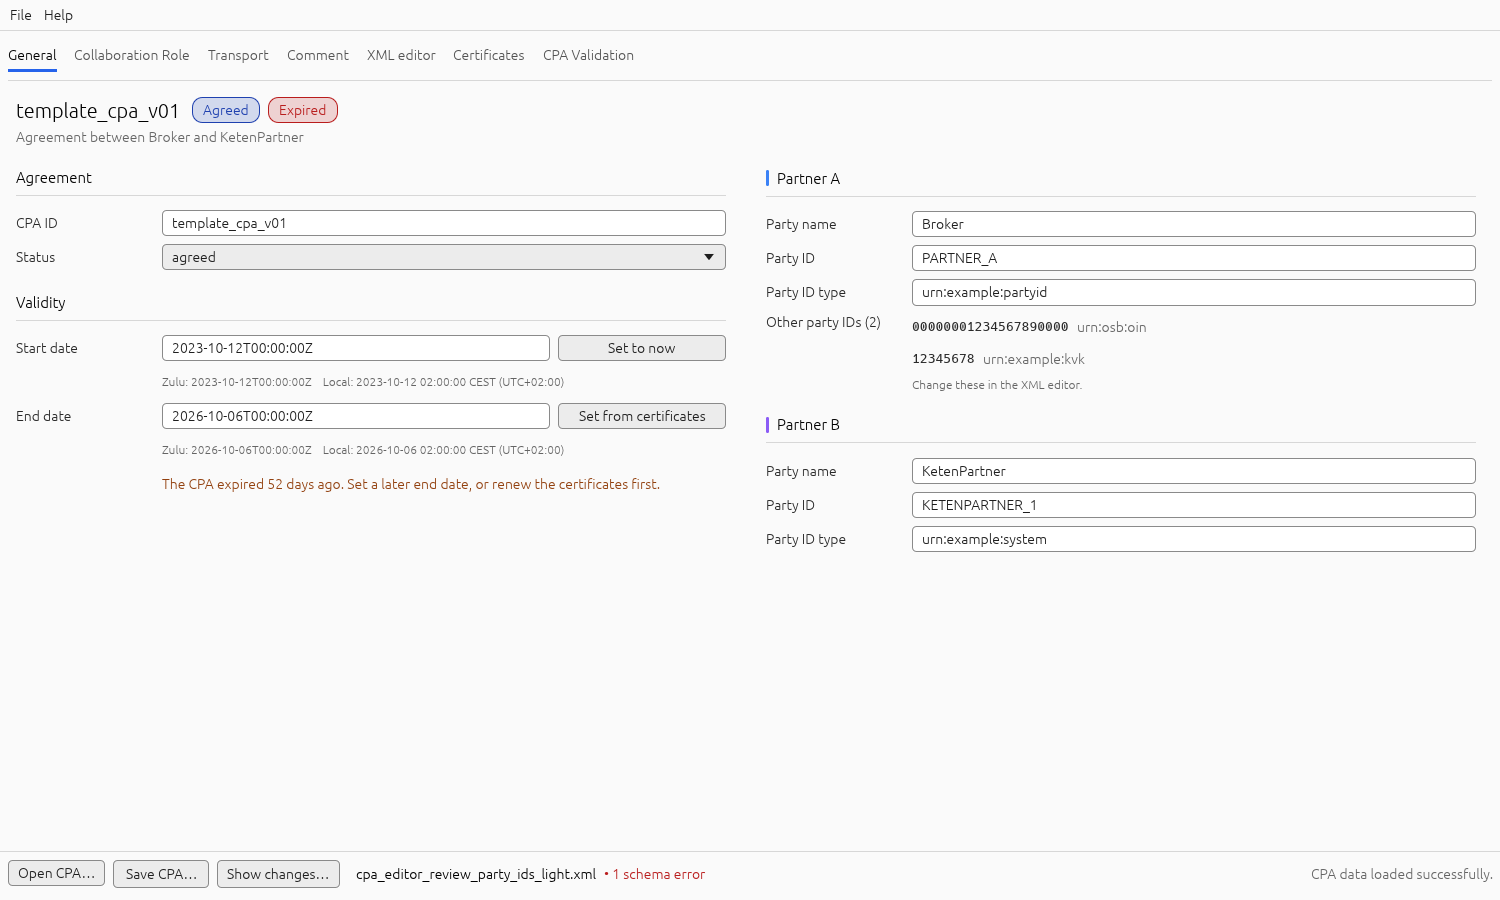 File Help
General Collaboration Role Transport Comment XML editor Certificates CPA Validation
template_cpa_v01 Agreed Expired
Agreement between Broker and KetenPartner
Agreement
CPA ID template_cpa_v01
Status agreed
Validity
Start date 2023-10-12T00:00:00Z Set to now
Zulu: 2023-10-12T00:00:00Z Local: 2023-10-12 02:00:00 CEST (UTC+02:00)
End date 2026-10-06T00:00:00Z Set from certificates
Zulu: 2026-10-06T00:00:00Z Local: 2026-10-06 02:00:00 CEST (UTC+02:00)
The CPA expired 52 days ago. Set a later end date, or renew the certificates first.
Partner A
Party name Broker
Party ID PARTNER_A
Party ID type urn:example:partyid
Other party IDs (2) 00000001234567890000 urn:osb:oin
12345678 urn:example:kvk
Change these in the XML editor.
Partner B
Party name KetenPartner
Party ID KETENPARTNER_1
Party ID type urn:example:system
Open CPA... Save CPA... Show changes... cpa_editor_review_party_ids_light.xml • 1 schema error CPA data loaded successfully.